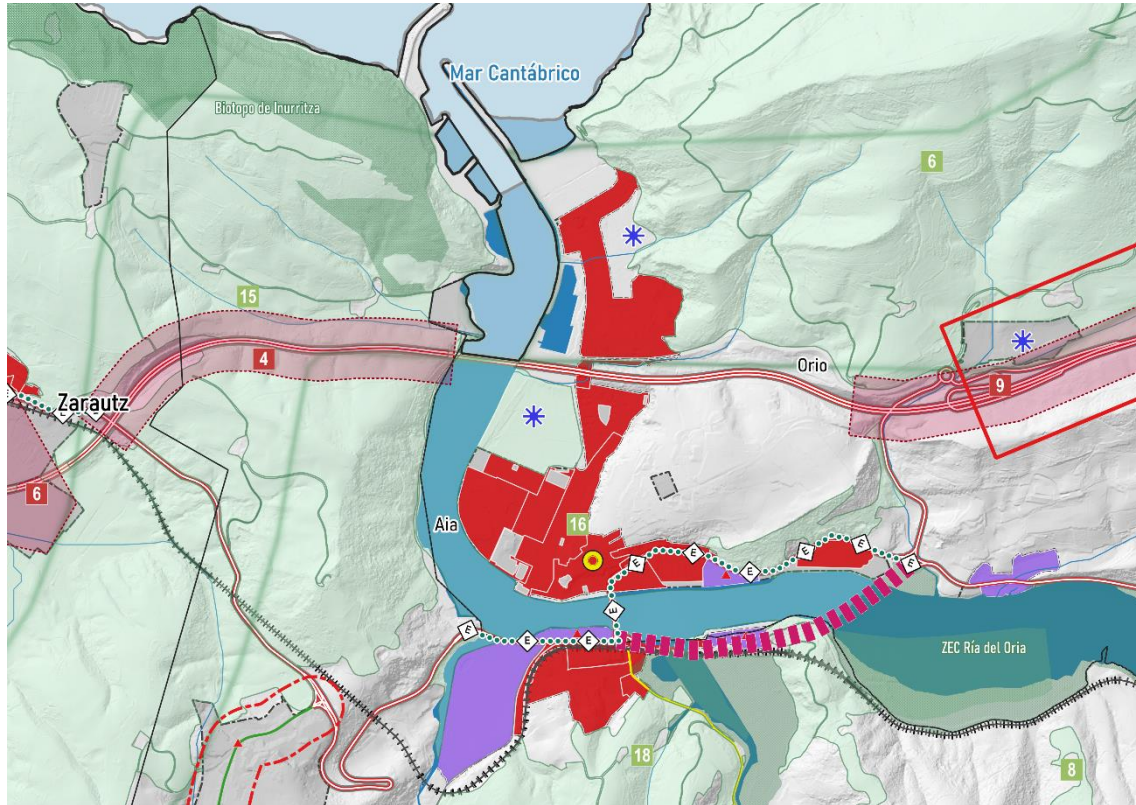 Mar Cantábrico
Biotopo de Inurritza
6
15
4
Orio
9
Zarautz
6
Aia
16
E
E
E
E
E
E
E
E
E
E
E
E
ZEC Ría del Oria
18
8